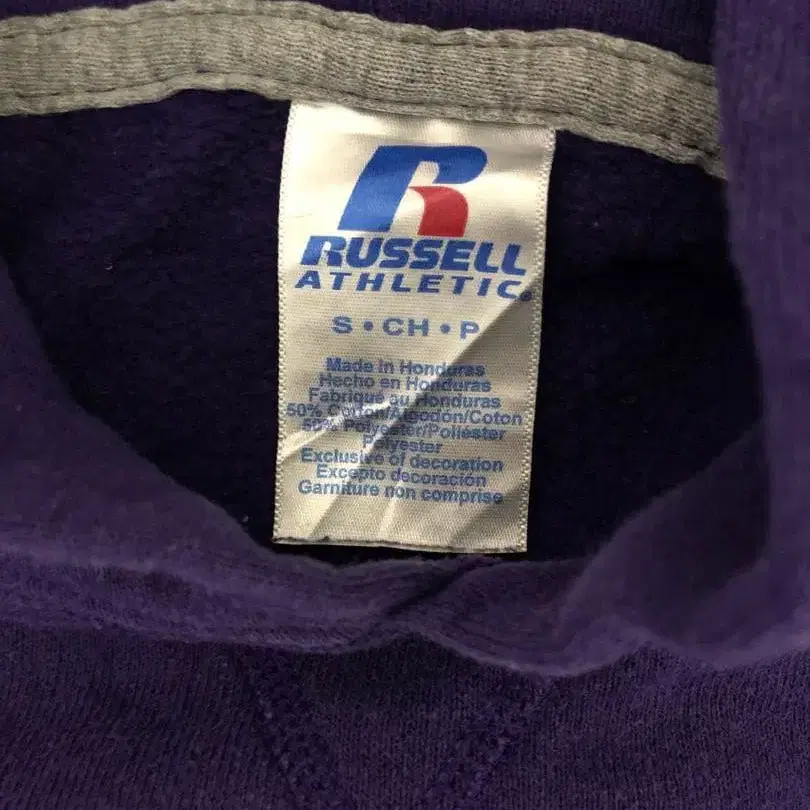 RUSSELL
ATHLETIC®
S • CH • P
Made in Honduras
Hecho en Honduras
Fabriqué au Honduras
50% Cotton/Algodon/Coton
50% Polyester/Poliéster
Polyester
Exclusive of decoration
Excepto decoración
Garniture non comprise